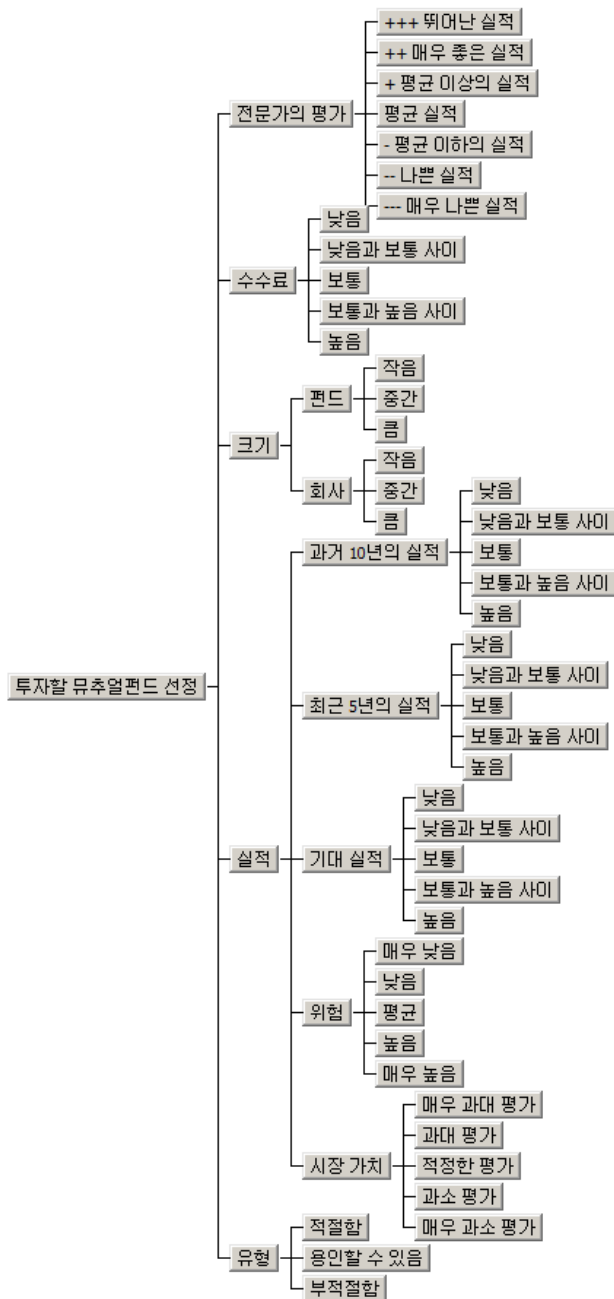 투자할 뮤추얼펀드 선정
전문가의 평가
+++ 뛰어난 실적
++ 매우 좋은 실적
+ 평균 이상의 실적
평균 실적
- 평균 이하의 실적
-- 나쁜 실적
--- 매우 나쁜 실적
수수료
낮음
낮음과 보통 사이
보통
보통과 높음 사이
높음
크기
펀드
작음
중간
큼
회사
작음
중간
큼
실적
과거 10년의 실적
낮음
낮음과 보통 사이
보통
보통과 높음 사이
높음
최근 5년의 실적
낮음
낮음과 보통 사이
보통
보통과 높음 사이
높음
기대 실적
낮음
낮음과 보통 사이
보통
보통과 높음 사이
높음
위험
매우 낮음
낮음
평균
높음
매우 높음
시장 가치
매우 과대 평가
과대 평가
적정한 평가
과소 평가
매우 과소 평가
유형
적절함
용인할 수 있음
부적절함